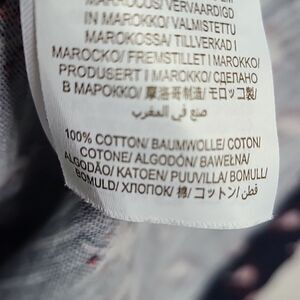 MARRUECOS/ VERVAARDIGD
IN MAROKKO/ VALMISTETTU
MAROKOSSA/ TILLVERKAD I
MAROCKO/ FREMSTILLET I MAROKKO/
PRODUSERT I MAROKKO/ СДЕЛАНО
В МАРОККО/ 摩洛哥制造/ モロッコ製/
صنع في المغرب
100% COTTON/ BAUMWOLLE/ COTON/
COTONE/ ALGODÓN/ BAWEŁNA/
ALGODÃO/ KATOEN/ PUUVILLA/ BOMULL/
BOMULD/ ХЛОПОК/ 棉/ コットン/ قطن/